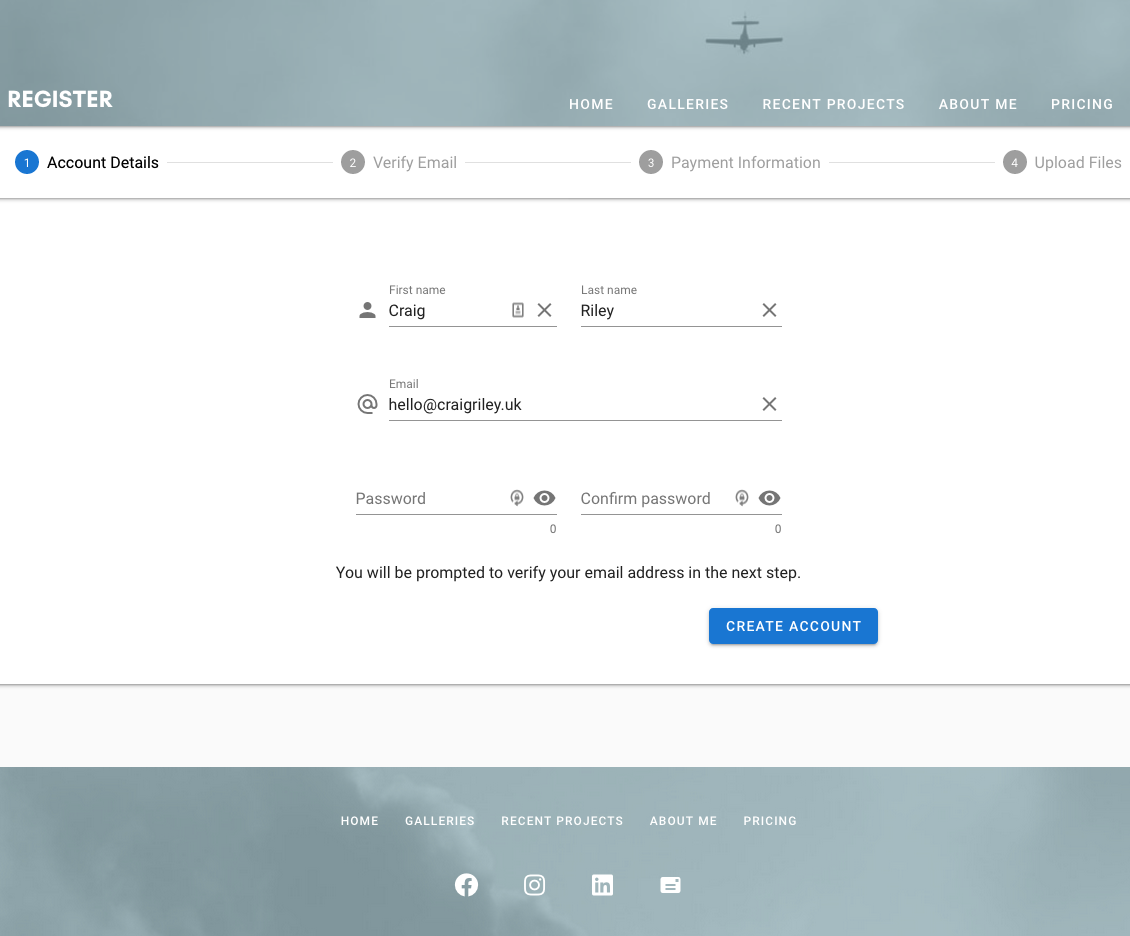 REGISTER
HOME GALLERIES RECENT PROJECTS ABOUT ME PRICING
1 Account Details 2 Verify Email 3 Payment Information 4 Upload Files
First name Last name
Craig Riley
Email
hello@craigriley.uk
Password Confirm password
0 0
You will be prompted to verify your email address in the next step.
CREATE ACCOUNT
HOME GALLERIES RECENT PROJECTS ABOUT ME PRICING